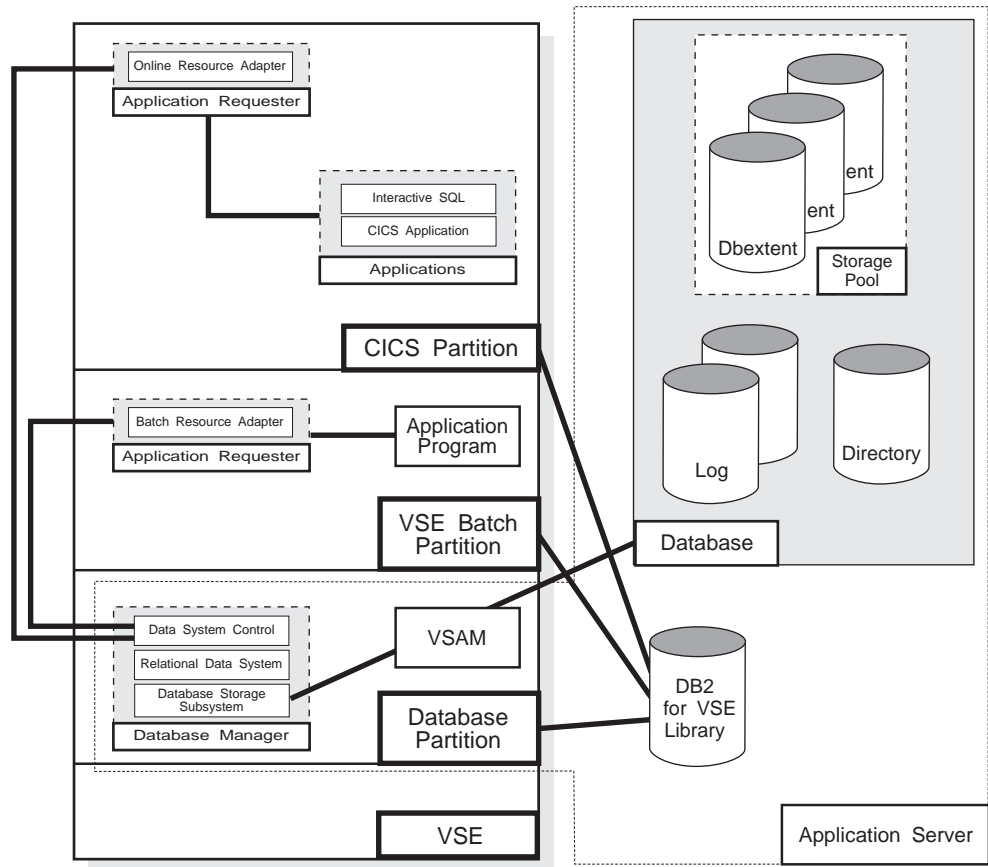 Online Resource Adapter
Application Requester
Interactive SQL
CICS Application
Applications
CICS Partition
Batch Resource Adapter
Application Requester
Application
Program
VSE Batch
Partition
Data System Control
Relational Data System
Database Storage
Subsystem
Database Manager
VSAM
Database
Partition
VSE
ent
ent
Dbextent
Storage
Pool
Log
Directory
Database
DB2
for VSE
Library
Application Server